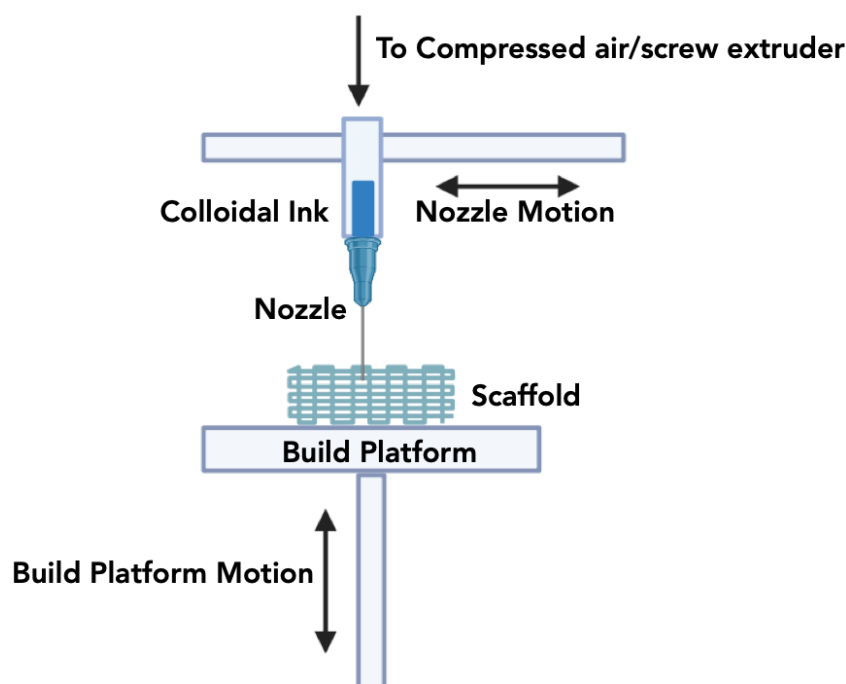 To Compressed air/screw extruder
Colloidal Ink
Nozzle Motion
Nozzle
Scaffold
Build Platform
Build Platform Motion